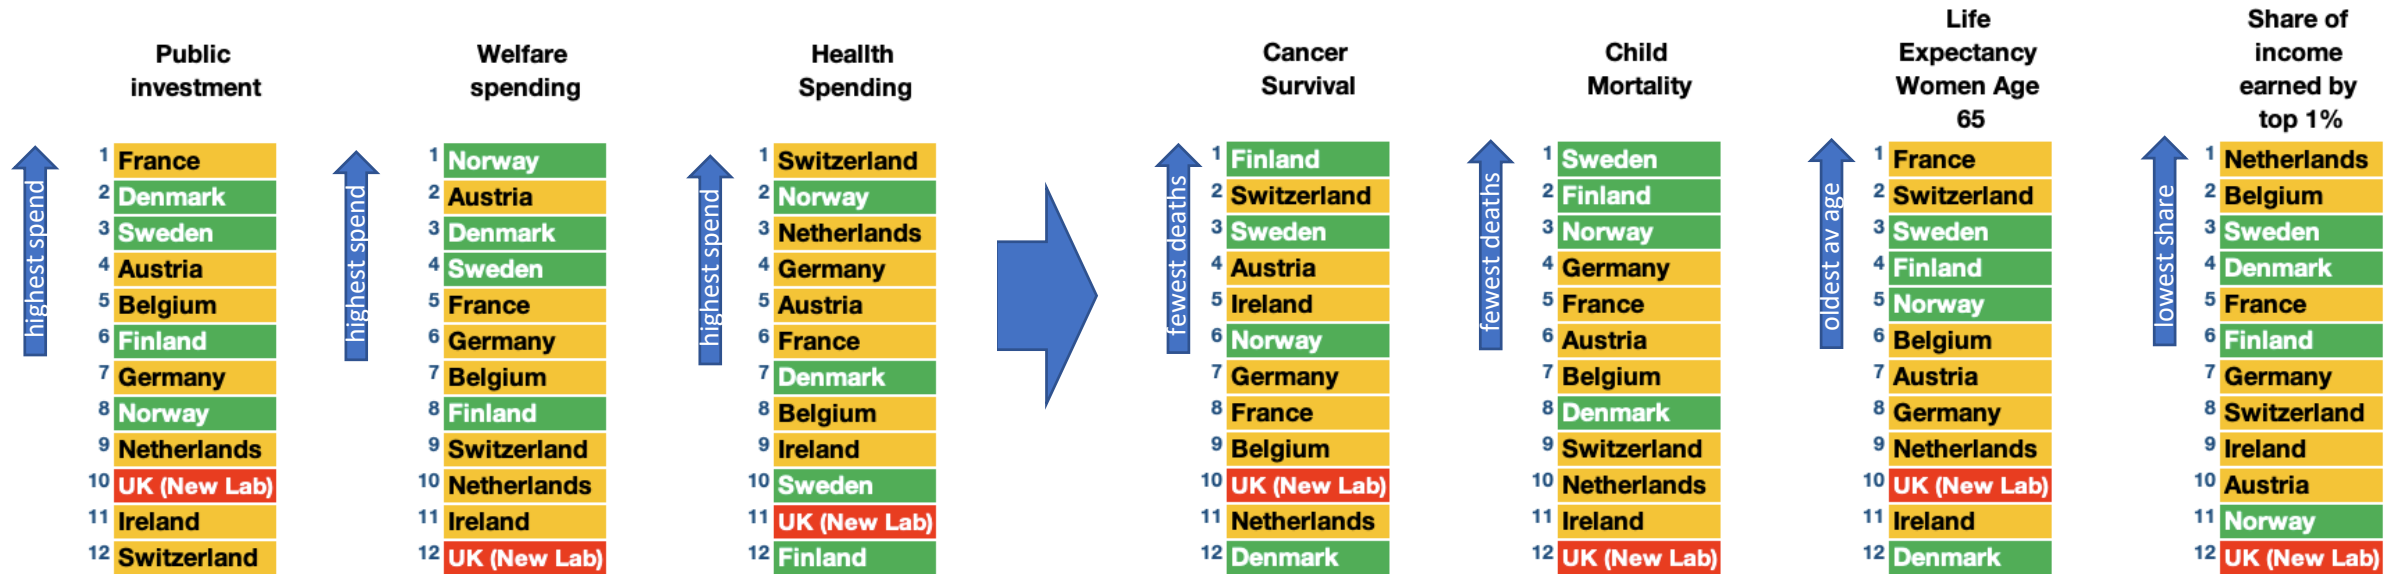 Public
investment
highest spend
1 France
2 Denmark
3 Sweden
4 Austria
5 Belgium
6 Finland
7 Germany
8 Norway
9 Netherlands
10 UK (New Lab)
11 Ireland
12 Switzerland
Welfare
spending
highest spend
1 Norway
2 Austria
3 Denmark
4 Sweden
5 France
6 Germany
7 Belgium
8 Finland
9 Switzerland
10 Netherlands
11 Ireland
12 UK (New Lab)
Heallth
Spending
highest spend
1 Switzerland
2 Norway
3 Netherlands
4 Germany
5 Austria
6 France
7 Denmark
8 Belgium
9 Ireland
10 Sweden
11 UK (New Lab)
12 Finland
Cancer
Survival
fewest deaths
1 Finland
2 Switzerland
3 Sweden
4 Austria
5 Ireland
6 Norway
7 Germany
8 France
9 Belgium
10 UK (New Lab)
11 Netherlands
12 Denmark
Child
Mortality
fewest deaths
1 Sweden
2 Finland
3 Norway
4 Germany
5 France
6 Austria
7 Belgium
8 Denmark
9 Switzerland
10 Netherlands
11 Ireland
12 UK (New Lab)
Life
Expectancy
Women Age
65
oldest av age
1 France
2 Switzerland
3 Sweden
4 Finland
5 Norway
6 Belgium
7 Austria
8 Germany
9 Netherlands
10 UK (New Lab)
11 Ireland
12 Denmark
Share of
income
earned by
top 1%
lowest share
1 Netherlands
2 Belgium
3 Sweden
4 Denmark
5 France
6 Finland
7 Germany
8 Switzerland
9 Ireland
10 Austria
11 Norway
12 UK (New Lab)